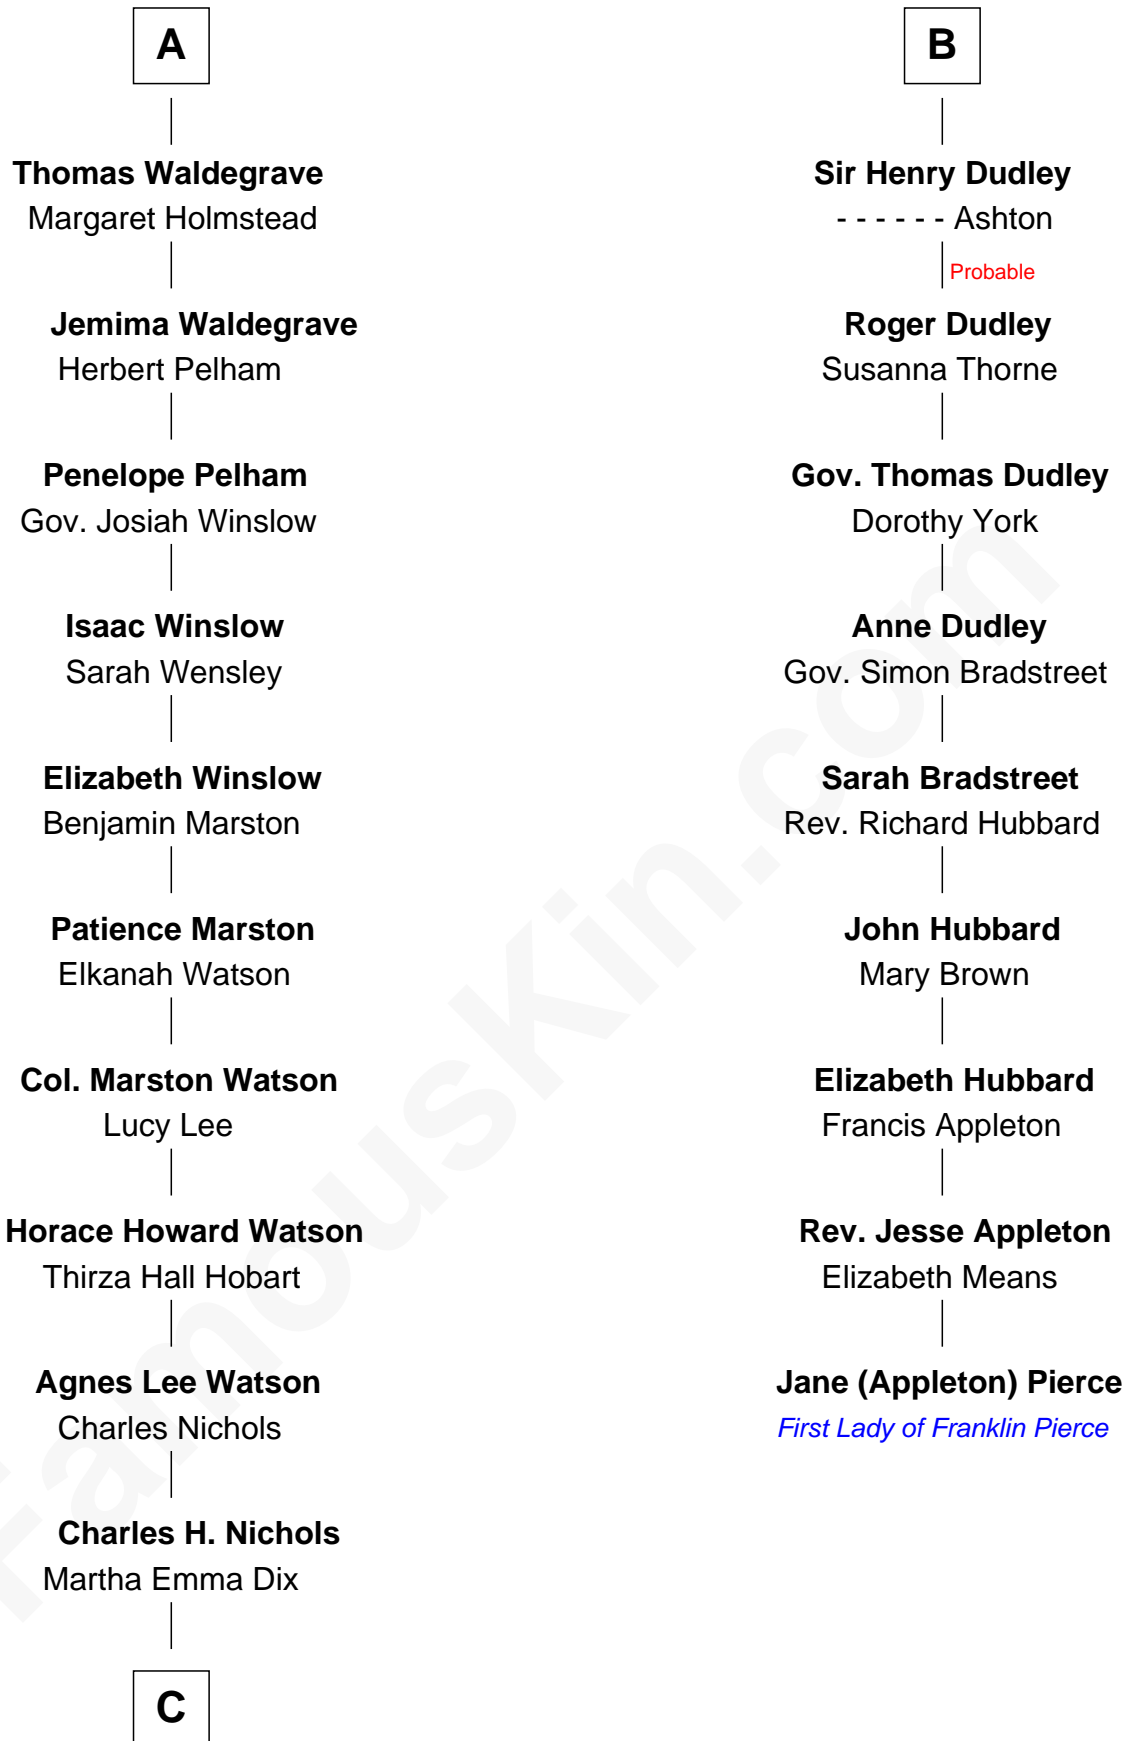 A
Thomas Waldegrave
Margaret Holmstead
Jemima Waldegrave
Herbert Pelham
Penelope Pelham
Gov. Josiah Winslow
Isaac Winslow
Sarah Wensley
Elizabeth Winslow
Benjamin Marston
Patience Marston
Elkanah Watson
Col. Marston Watson
Lucy Lee
Horace Howard Watson
Thirza Hall Hobart
Agnes Lee Watson
Charles Nichols
Charles H. Nichols
Martha Emma Dix
C
B
Sir Henry Dudley
- - - - - - Ashton
Probable
Roger Dudley
Susanna Thorne
Gov. Thomas Dudley
Dorothy York
Anne Dudley
Gov. Simon Bradstreet
Sarah Bradstreet
Rev. Richard Hubbard
John Hubbard
Mary Brown
Elizabeth Hubbard
Francis Appleton
Rev. Jesse Appleton
Elizabeth Means
Jane (Appleton) Pierce
First Lady of Franklin Pierce
FamousKin.com